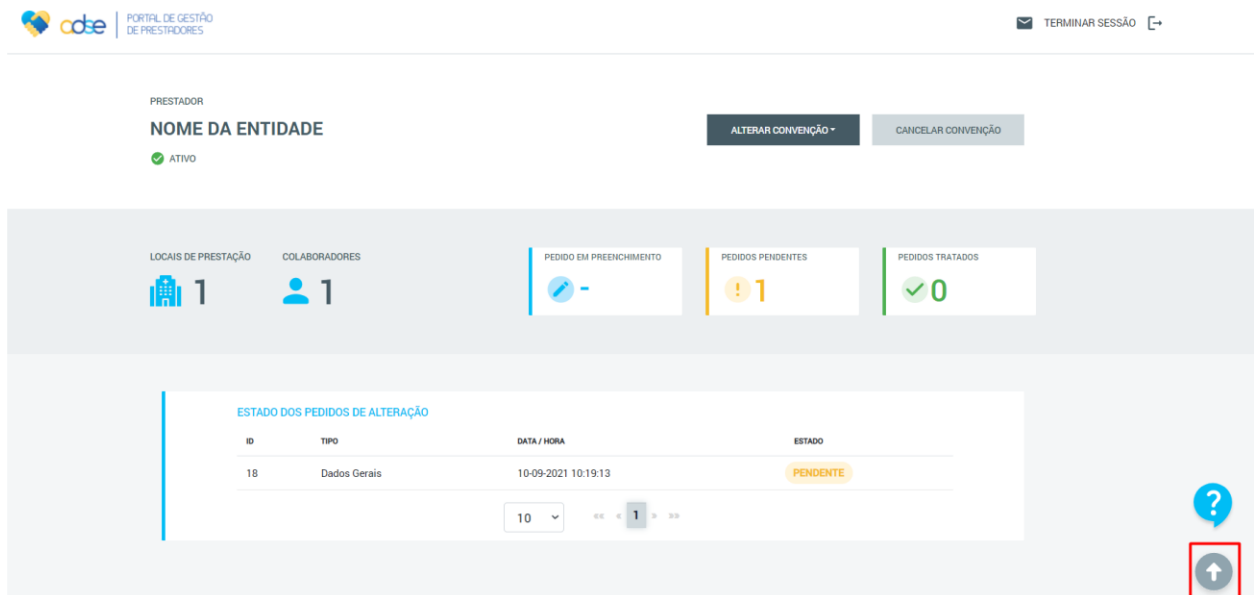 adse
PORTAL DE GESTÃO
DE PRESTADORES
TERMINAR SESSÃO
PRESTADOR
NOME DA ENTIDADE
ATIVO
ALTERAR CONVENÇÃO
CANCELAR CONVENÇÃO
LOCAIS DE PRESTAÇÃO
1
COLABORADORES
1
PEDIDO EM PREENCHIMENTO
-
PEDIDOS PENDENTES
! 1
PEDIDOS TRATADOS
0
ESTADO DOS PEDIDOS DE ALTERAÇÃO
ID TIPO DATA / HORA ESTADO
18 Dados Gerais 10-09-2021 10:19:13 PENDENTE
10 «« « 1 » »»
?